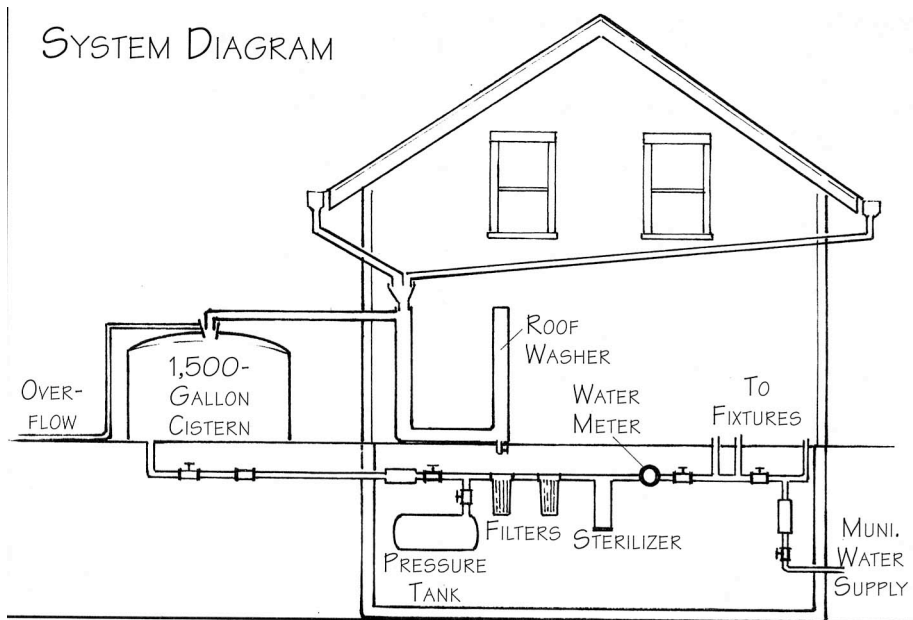 SYSTEM DIAGRAM
ROOF
WASHER
1,500-
GALLON
CISTERN
OVER-
FLOW
WATER
METER
TO
FIXTURES
FILTERS
STERILIZER
PRESSURE
TANK
MUNI.
WATER
SUPPLY